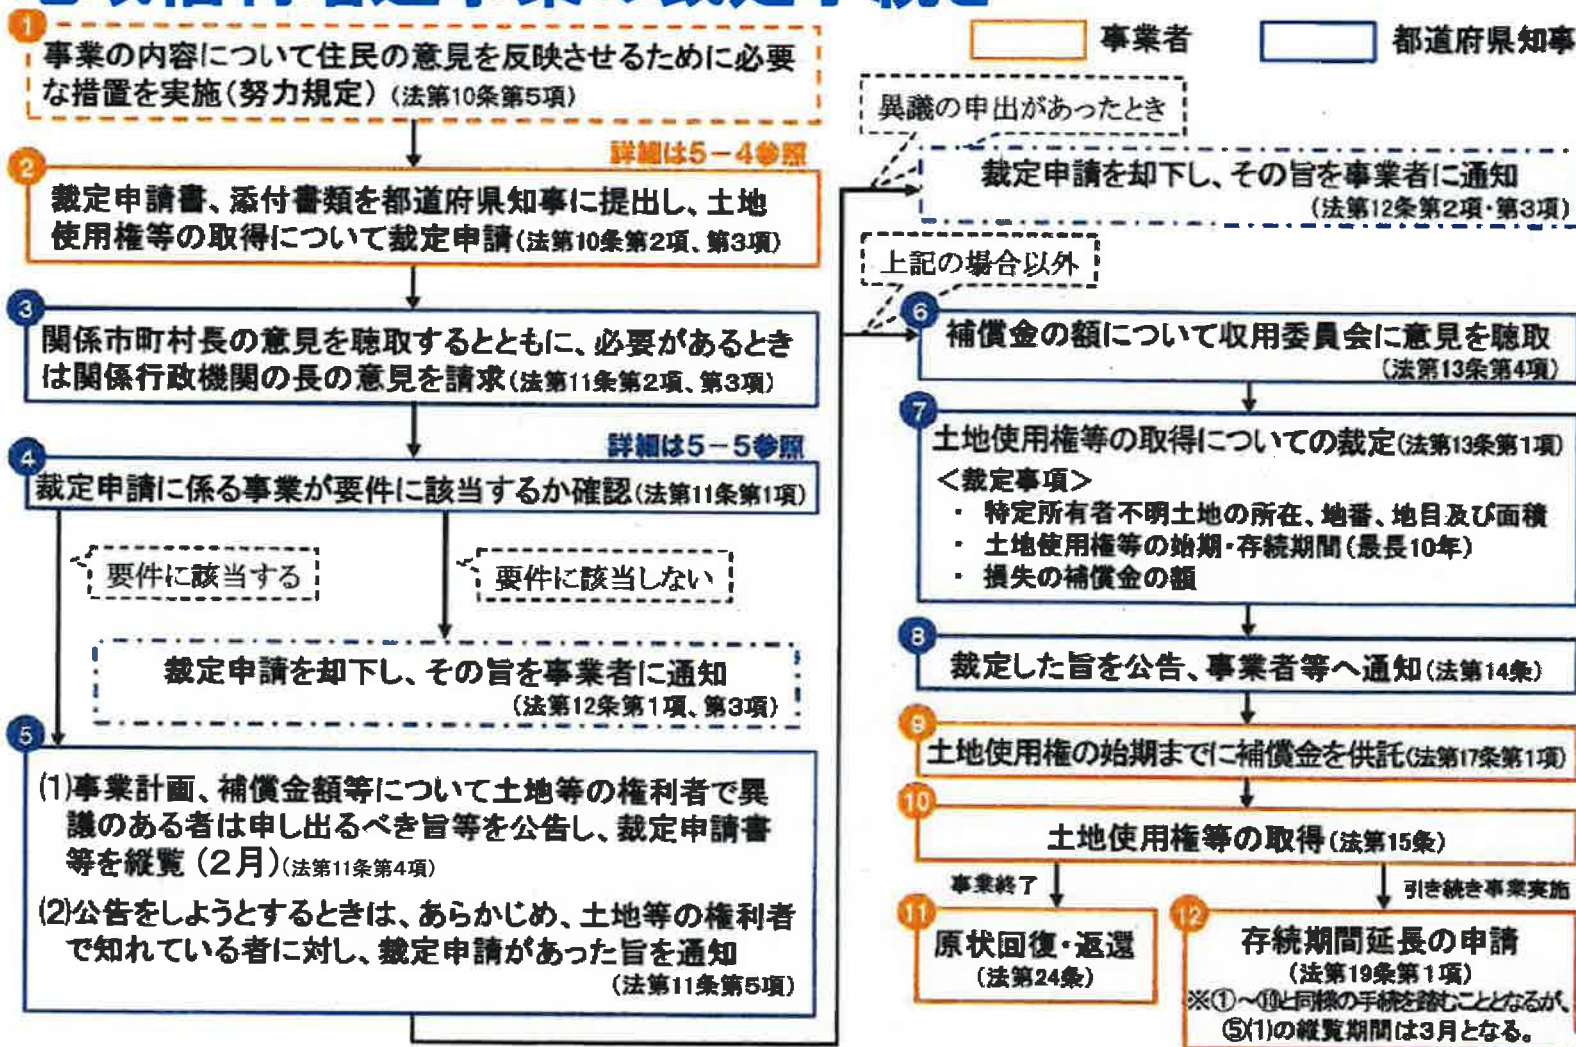 事業者
都道府県知事
1
事業の内容について住民の意見を反映させるために必要
な措置を実施(努力規定)(法第10条第5項)
詳細は5-4参照
2
裁定申請書、添付書類を都道府県知事に提出し、土地
使用権等の取得について裁定申請(法第10条第2項、第3項)
3
関係市町村長の意見を聴取するとともに、必要があるとき
は関係行政機関の長の意見を請求(法第11条第2項、第3項)
詳細は5-5参照
4
裁定申請に係る事業が要件に該当するか確認(法第11条第1項)
要件に該当する
要件に該当しない
裁定申請を却下し、その旨を事業者に通知
(法第12条第1項、第3項)
5
(1)事業計画、補償金額等について土地等の権利者で異
議のある者は申し出るべき旨等を公告し、裁定申請書
等を縦覧(2月)(法第11条第4項)
(2)公告をしようとするときは、あらかじめ、土地等の権利者
で知れている者に対し、裁定申請があった旨を通知
(法第11条第5項)
異議の申出があったとき
裁定申請を却下し、その旨を事業者に通知
(法第12条第2項・第3項)
上記の場合以外
6
補償金の額について収用委員会に意見を聴取
(法第13条第4項)
7
土地使用権等の取得についての裁定(法第13条第1項)
<裁定事項>
・ 特定所有者不明土地の所在、地番、地目及び面積
・ 土地使用権等の始期・存続期間(最長10年)
・ 損失の補償金の額
8
裁定した旨を公告、事業者等へ通知(法第14条)
9
土地使用権の始期までに補償金を供託(法第17条第1項)
10
土地使用権等の取得(法第15条)
事業終了
引き続き事業実施
11
原状回復・返還
(法第24条)
12
存続期間延長の申請
(法第19条第1項)
※①~⑩と同様の手続を踏むこととなるが、
⑤(1)の縦覧期間は3月となる。